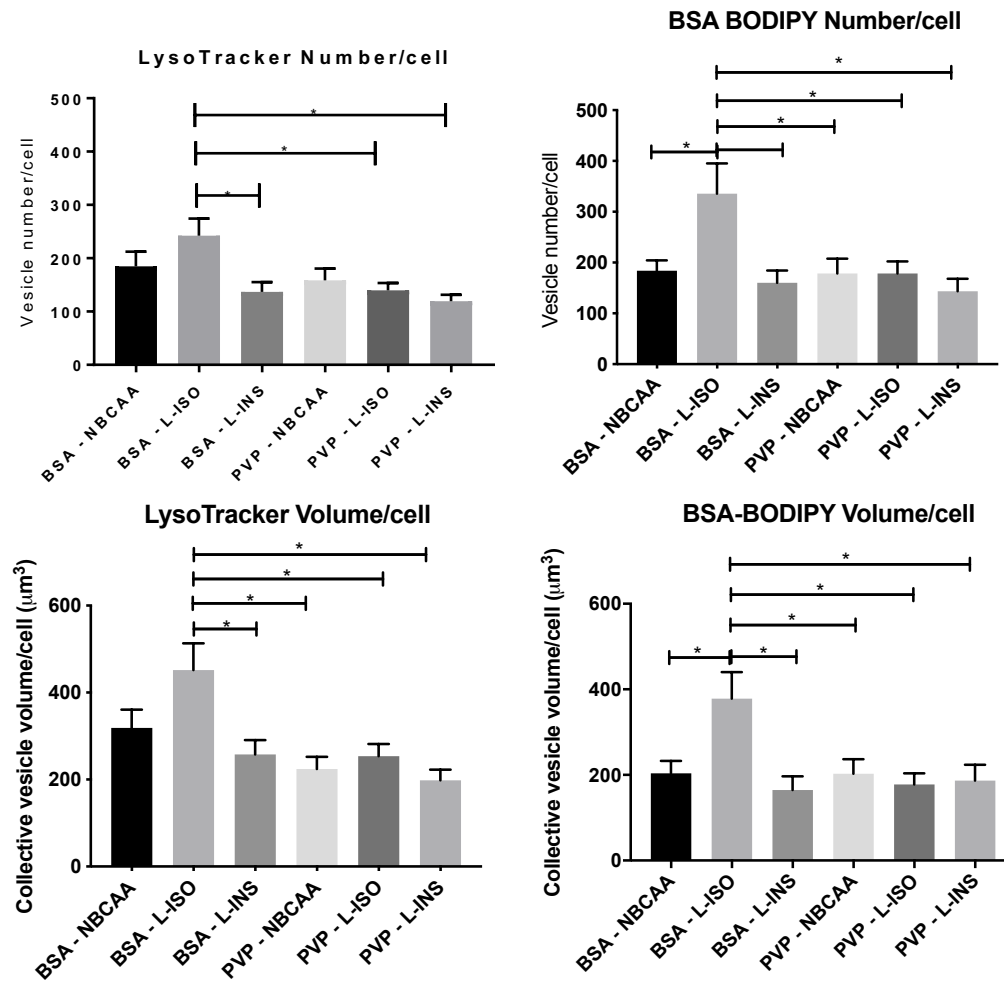 LysoTracker Number/cell
Vesicle number/cell
500
400
300
200
100
0
*
*
*
BSA - NBCAA
BSA - L-ISO
BSA - L-INS
PVP - NBCAA
PVP - L-ISO
PVP - L-INS
BSA BODIPY Number/cell
Vesicle number/cell
500
400
300
200
100
0
*
*
*
*
*
BSA - NBCAA
BSA - L-ISO
BSA - L-INS
PVP - NBCAA
PVP - L-ISO
PVP - L-INS
LysoTracker Volume/cell
Collective vesicle volume/cell (μm³)
600
400
200
0
*
*
*
*
BSA - NBCAA
BSA - L-ISO
BSA - L-INS
PVP - NBCAA
PVP - L-ISO
PVP - L-INS
BSA-BODIPY Volume/cell
Collective vesicle volume/cell (μm³)
600
400
200
0
*
*
*
*
*
BSA - NBCAA
BSA - L-ISO
BSA - L-INS
PVP - NBCAA
PVP - L-ISO
PVP - L-INS